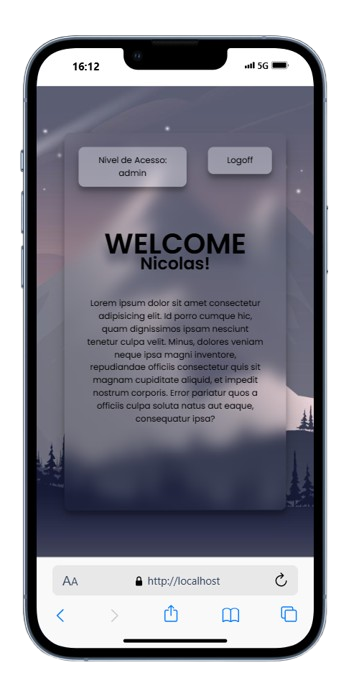 16:12
5G
Nivel de Acesso:
admin
Logoff
WELCOME
Nicolas!
Lorem ipsum dolor sit amet consectetur
adipisicing elit. Id porro cumque hic,
quam dignissimos ipsam nesciunt
tenetur culpa velit. Minus, dolores veniam
neque ipsa magni inventore,
repudiandae officiis consectetur quis sit
magnam cupiditate aliquid, et impedit
nostrum corporis. Error pariatur quos a
officiis culpa soluta natus aut eaque,
consequatur ipsa?
AA
http://localhost